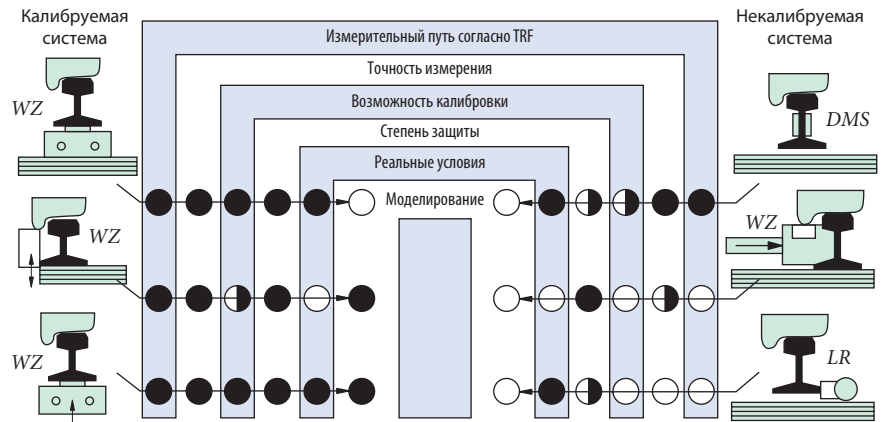 Калибруемая
система
Некалибруемая
система
Измерительный путь согласно TRF
Точность измерения
Возможность калибровки
Степень защиты
Реальные условия
Моделирование
WZ
WZ
WZ
DMS
WZ
LR